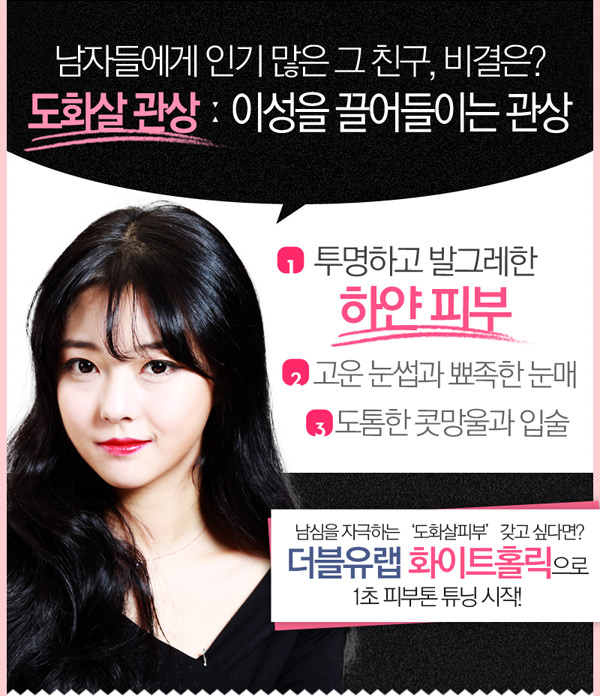 남자들에게 인기 많은 그 친구, 비결은?
도화살 관상 : 이성을 끌어들이는 관상
1 투명하고 발그레한
하얀 피부
2 고운 눈썹과 뾰족한 눈매
3 도톰한 콧망울과 입술
남심을 자극하는 '도화살피부' 갖고 싶다면?
더블유랩 화이트홀릭으로
1초 피부톤 튜닝 시작!